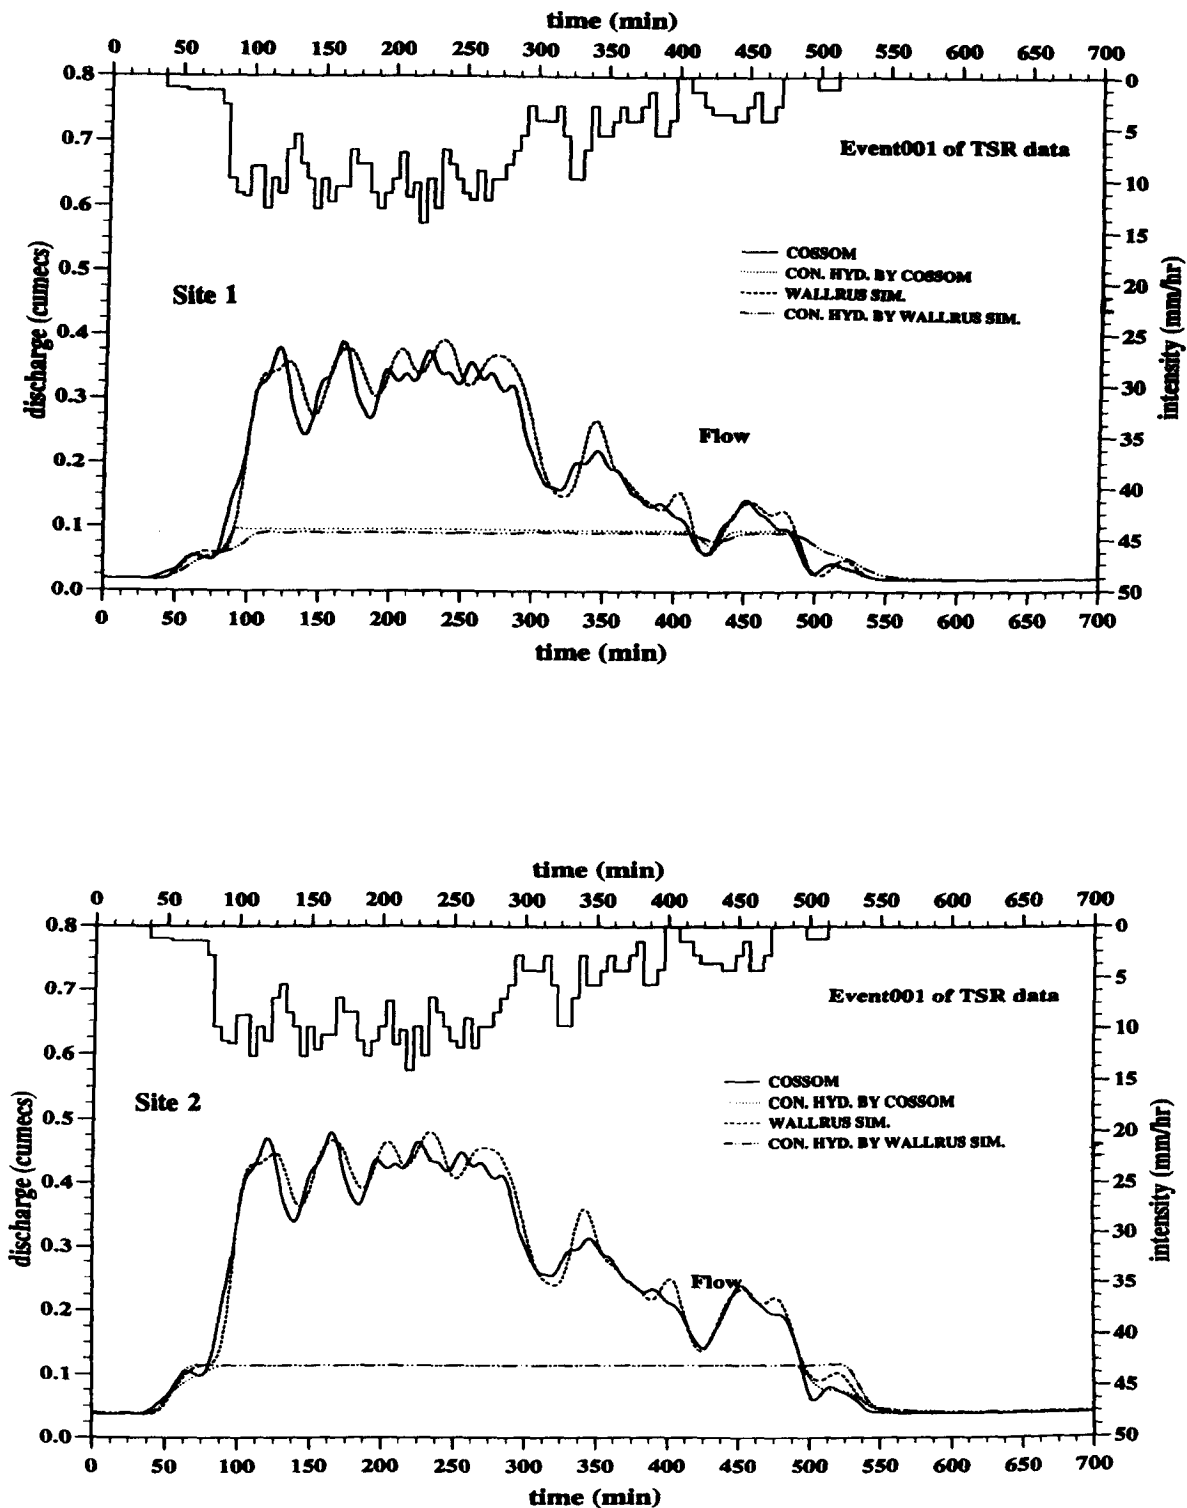 time (min)
0 50 100 150 200 250 300 350 400 450 500 550 600 650 700
0.8
0.7
0.6
0.5
0.4
0.3
0.2
0.1
0.0
discharge (cumecs)
0
5
10
15
20
25
30
35
40
45
50
intensity (mm/hr)
Event001 of TSR data
COSSOM
CON. HYD. BY COSSOM
WALLRUS SIM.
CON. HYD. BY WALLRUS SIM.
Site 1
Flow
0 50 100 150 200 250 300 350 400 450 500 550 600 650 700
time (min)
time (min)
0 50 100 150 200 250 300 350 400 450 500 550 600 650 700
0.8
0.7
0.6
0.5
0.4
0.3
0.2
0.1
0.0
discharge (cumecs)
0
5
10
15
20
25
30
35
40
45
50
intensity (mm/hr)
Event001 of TSR data
COSSOM
CON. HYD. BY COSSOM
WALLRUS SIM.
CON. HYD. BY WALLRUS SIM.
Site 2
Flow
0 50 100 150 200 250 300 350 400 450 500 550 600 650 700
time (min)